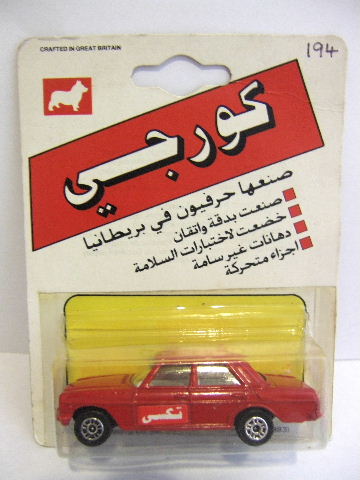 CRAFTED IN GREAT BRITAIN
194
كورجي
صنعها حرفيون في بريطانيا
صنعت بدقة واتقان
خضعت لاختبارات السلامة
دهانات غير سامة
اجزاء متحركة
تكسي